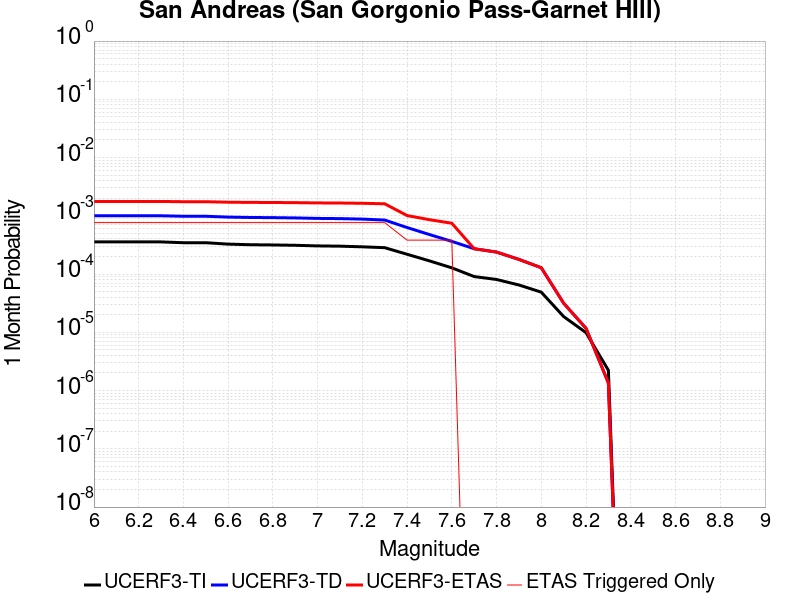 San Andreas (San Gorgonio Pass-Garnet HIll)
10^0
10^-1
10^-2
10^-3
10^-4
10^-5
10^-6
10^-7
10^-8
1 Month Probability
6 6.2 6.4 6.6 6.8 7 7.2 7.4 7.6 7.8 8 8.2 8.4 8.6 8.8 9
Magnitude
UCERF3-TI UCERF3-TD UCERF3-ETAS ETAS Triggered Only